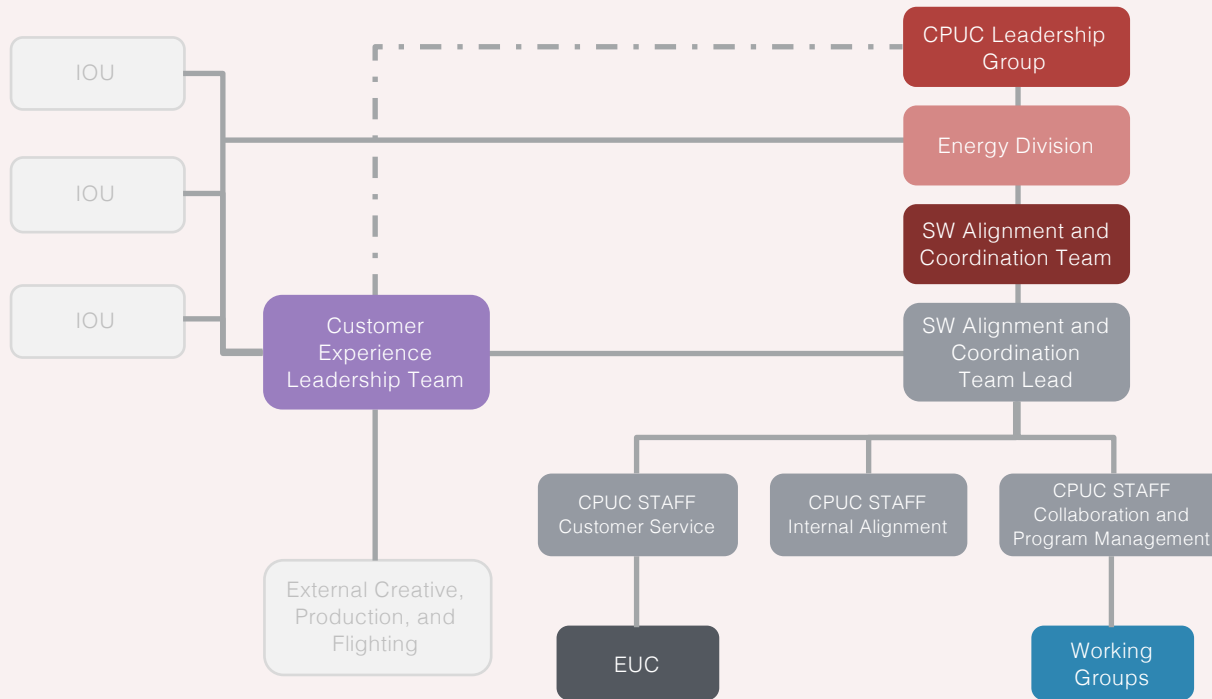 IOU
IOU
IOU
CPUC Leadership
Group
Energy Division
SW Alignment and
Coordination Team
Customer
Experience
Leadership Team
SW Alignment and
Coordination
Team Lead
CPUC STAFF
Customer Service
CPUC STAFF
Internal Alignment
CPUC STAFF
Collaboration and
Program Management
External Creative,
Production, and
Flighting
EUC
Working
Groups